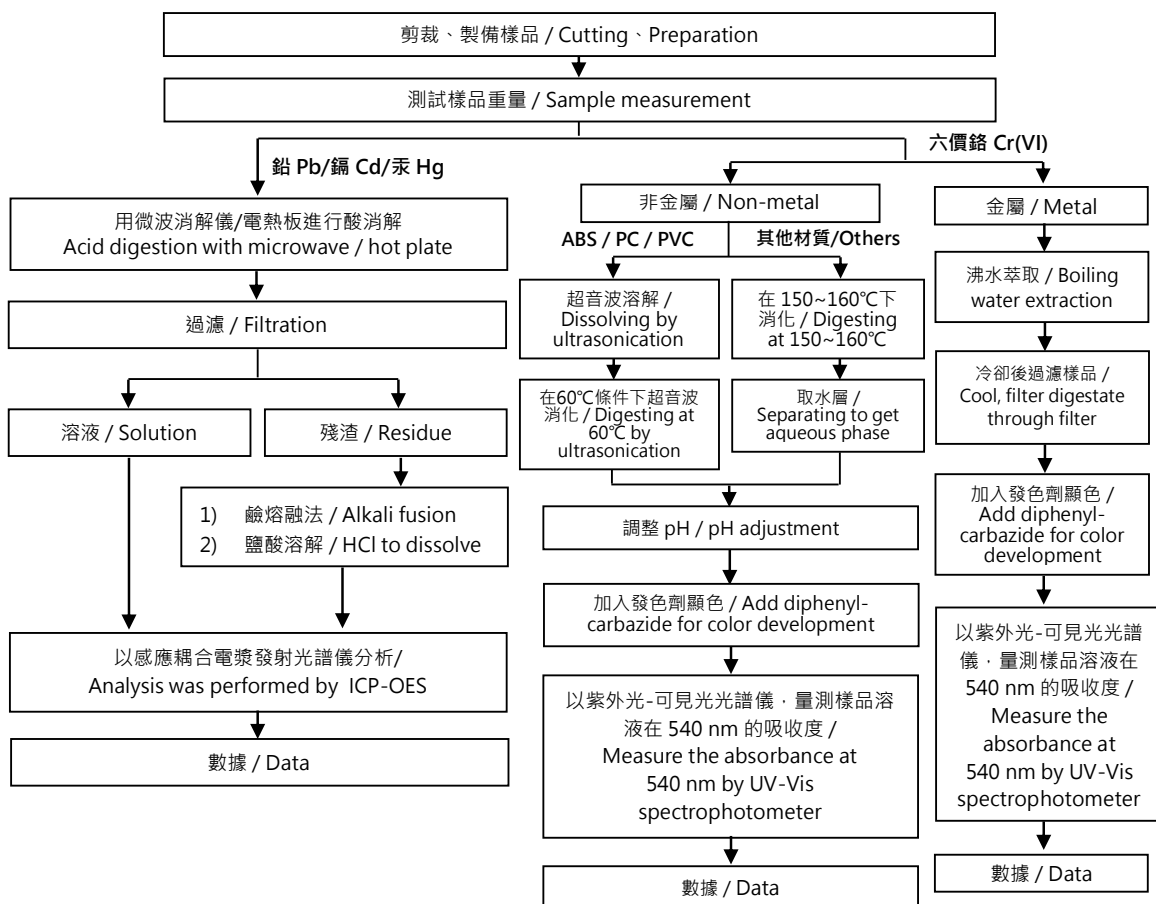 剪裁、製備樣品 / Cutting、Preparation
測試樣品重量 / Sample measurement
鉛 Pb/鎘 Cd/汞 Hg
用微波消解儀/電熱板進行酸消解
Acid digestion with microwave / hot plate
過濾 / Filtration
溶液 / Solution
殘渣 / Residue
1) 鹼熔融法 / Alkali fusion
2) 鹽酸溶解 / HCl to dissolve
以感應耦合電漿發射光譜儀分析/
Analysis was performed by ICP-OES
數據 / Data
六價鉻 Cr(VI)
非金屬 / Non-metal
ABS / PC / PVC
超音波溶解 /
Dissolving by
ultrasonication
在60℃條件下超音波
消化 / Digesting at
60℃ by
ultrasonication
其他材質/Others
在 150~160℃下
消化 / Digesting
at 150~160℃
取水層 /
Separating to get
aqueous phase
調整 pH / pH adjustment
加入發色劑顯色 / Add diphenyl-
carbazide for color development
以紫外光-可見光光譜儀，量測樣品溶
液在 540 nm 的吸收度 /
Measure the absorbance at
540 nm by UV-Vis
spectrophotometer
數據 / Data
金屬 / Metal
沸水萃取 / Boiling
water extraction
冷卻後過濾樣品 /
Cool, filter digestate
through filter
加入發色劑顯色 /
Add diphenyl-
carbazide for color
development
以紫外光-可見光光譜
儀，量測樣品溶液在
540 nm 的吸收度 /
Measure the
absorbance at
540 nm by UV-Vis
spectrophotometer
數據 / Data